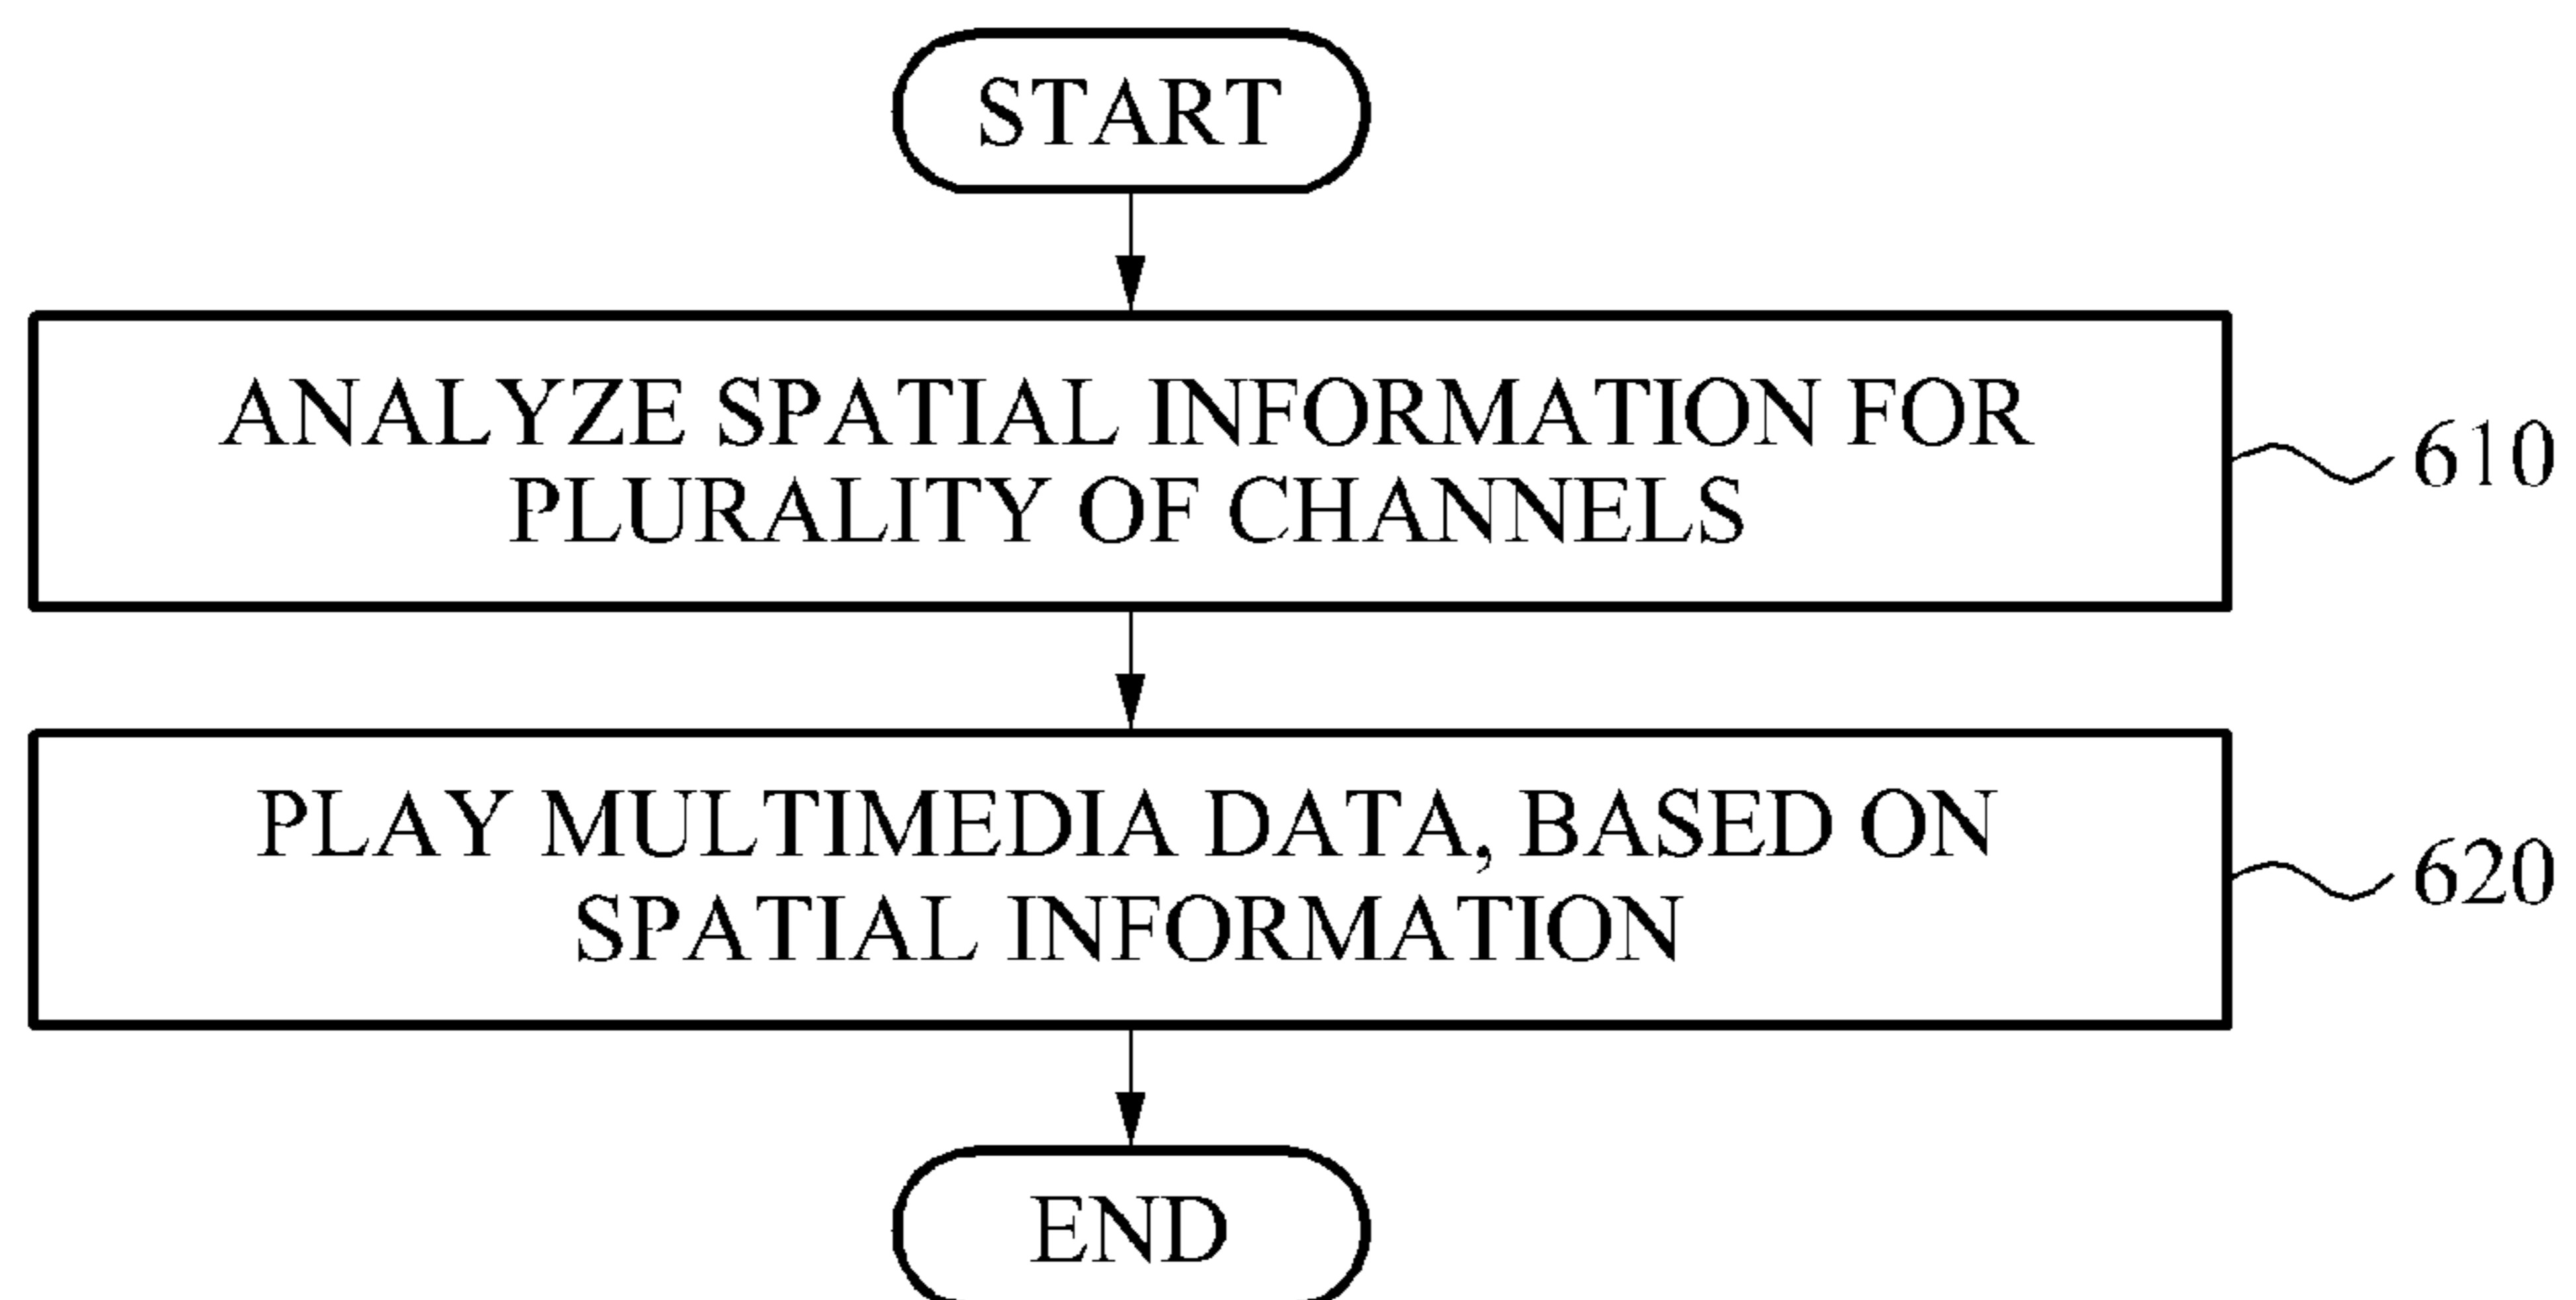 START
ANALYZE SPATIAL INFORMATION FOR
PLURALITY OF CHANNELS
610
PLAY MULTIMEDIA DATA, BASED ON
SPATIAL INFORMATION
620
END